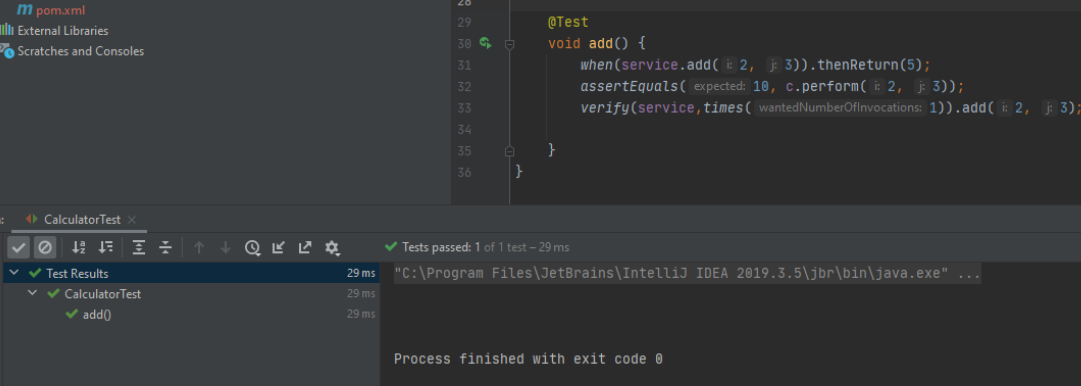 pom.xml
External Libraries
Scratches and Consoles
28
29 @Test
30 void add() {
31 when(service.add( i: 2, j: 3)).thenReturn(5);
32 assertEquals( expected: 10, c.perform( i: 2, j: 3));
33 verify(service,times( wantedNumberOfInvocations: 1)).add( i: 2, j: 3);
34
35 }
36 }
: CalculatorTest ×
Tests passed: 1 of 1 test – 29 ms
Test Results 29 ms
CalculatorTest 29 ms
add() 29 ms
"C:\Program Files\JetBrains\IntelliJ IDEA 2019.3.5\jbr\bin\java.exe" ...
Process finished with exit code 0